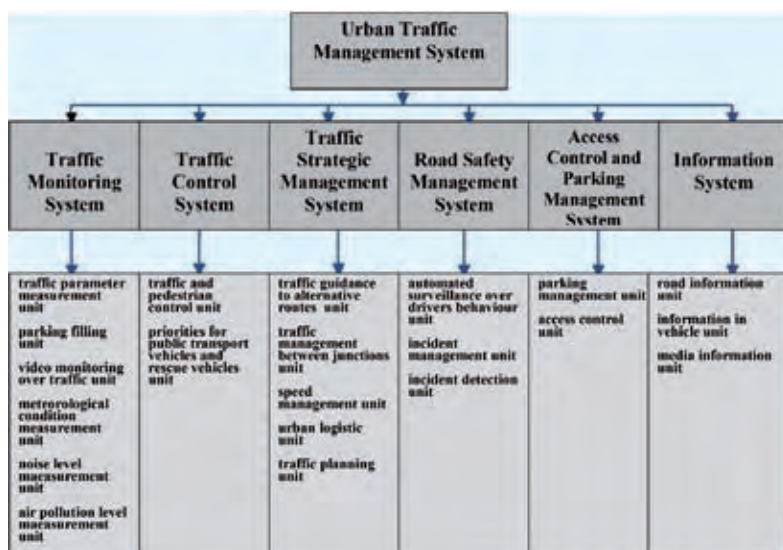 Urban Traffic
Management System
Traffic
Monitoring
System
Traffic
Control
System
Traffic
Strategic
Management
System
Road Safety
Management
System
Access
Control and
Parking
Management
System
Information
System
traffic parameter
measurement
unit
parking filling
unit
video monitoring
over traffic unit
meteorological
condition
measurement
unit
noise level
maeasurement
unit
air pollution level
maeasurement
unit
traffic and
pedestrian
control unit
priorities for
public transport
vehicles and
rescue vehicles
unit
traffic guidance
to alternative
routes unit
traffic
management
between junctions
unit
speed
management unit
urban logistic
unit
traffic planning
unit
automated
surveillance over
drivers behaviour
unit
incident
management unit
incident detection
unit
parking
management unit
access control
unit
road information
unit
information in
vehicle unit
media information
unit